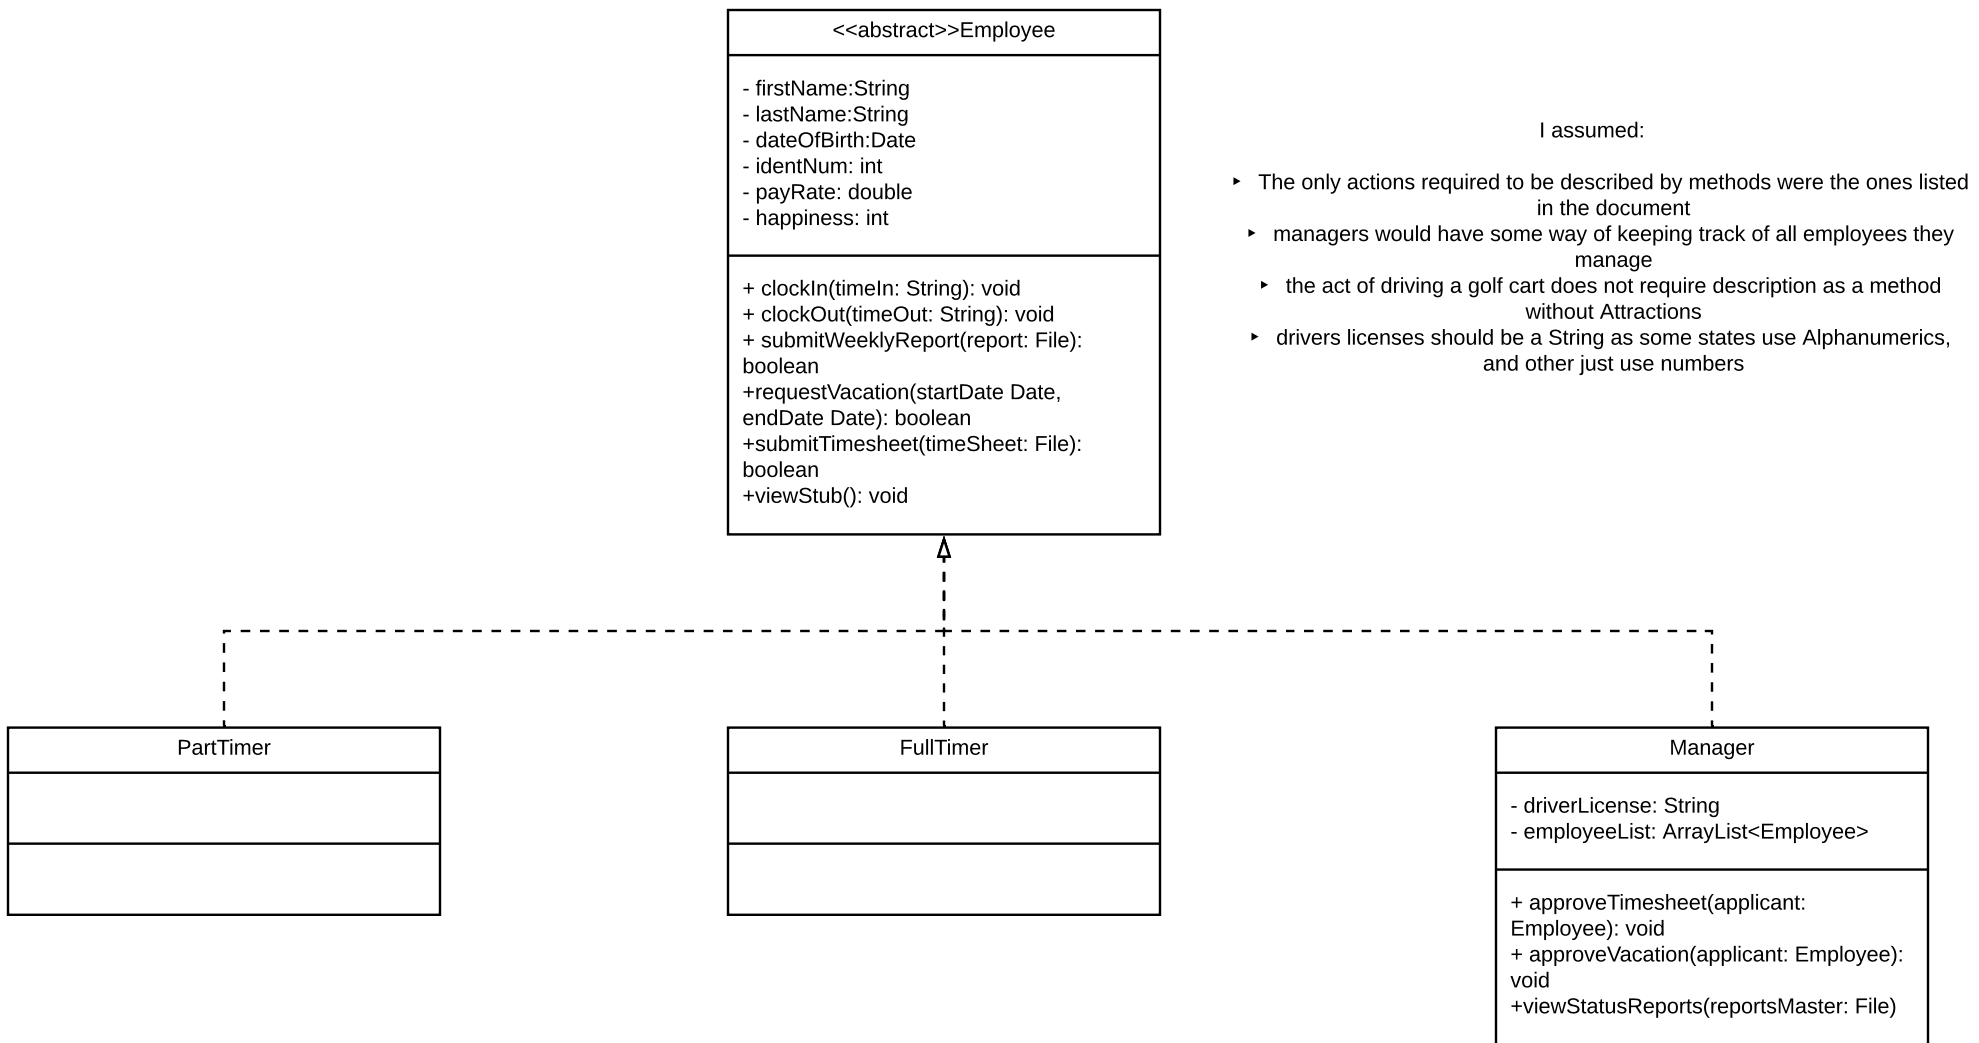 <<abstract>>Employee
- firstName:String
- lastName:String
- dateOfBirth:Date
- identNum: int
- payRate: double
- happiness: int
+ clockIn(timeIn: String): void
+ clockOut(timeOut: String): void
+ submitWeeklyReport(report: File):
boolean
+requestVacation(startDate Date,
endDate Date): boolean
+submitTimesheet(timeSheet: File):
boolean
+viewStub(): void
I assumed:
‣ The only actions required to be described by methods were the ones listed
in the document
‣ managers would have some way of keeping track of all employees they
manage
‣ the act of driving a golf cart does not require description as a method
without Attractions
‣ drivers licenses should be a String as some states use Alphanumerics,
and other just use numbers
PartTimer
FullTimer
Manager
- driverLicense: String
- employeeList: ArrayList<Employee>
+ approveTimesheet(applicant:
Employee): void
+ approveVacation(applicant: Employee):
void
+viewStatusReports(reportsMaster: File)